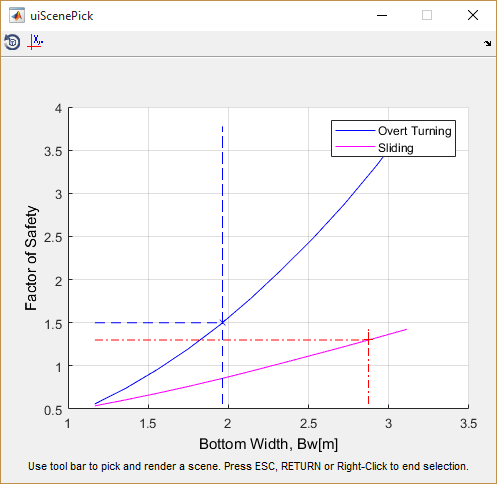 uiScenePick
Factor of Safety
4
3.5
3
2.5
2
1.5
1
0.5
Overt Turning
Sliding
1
1.5
2
2.5
3
3.5
Bottom Width, Bw[m]
Use tool bar to pick and render a scene. Press ESC, RETURN or Right-Click to end selection.